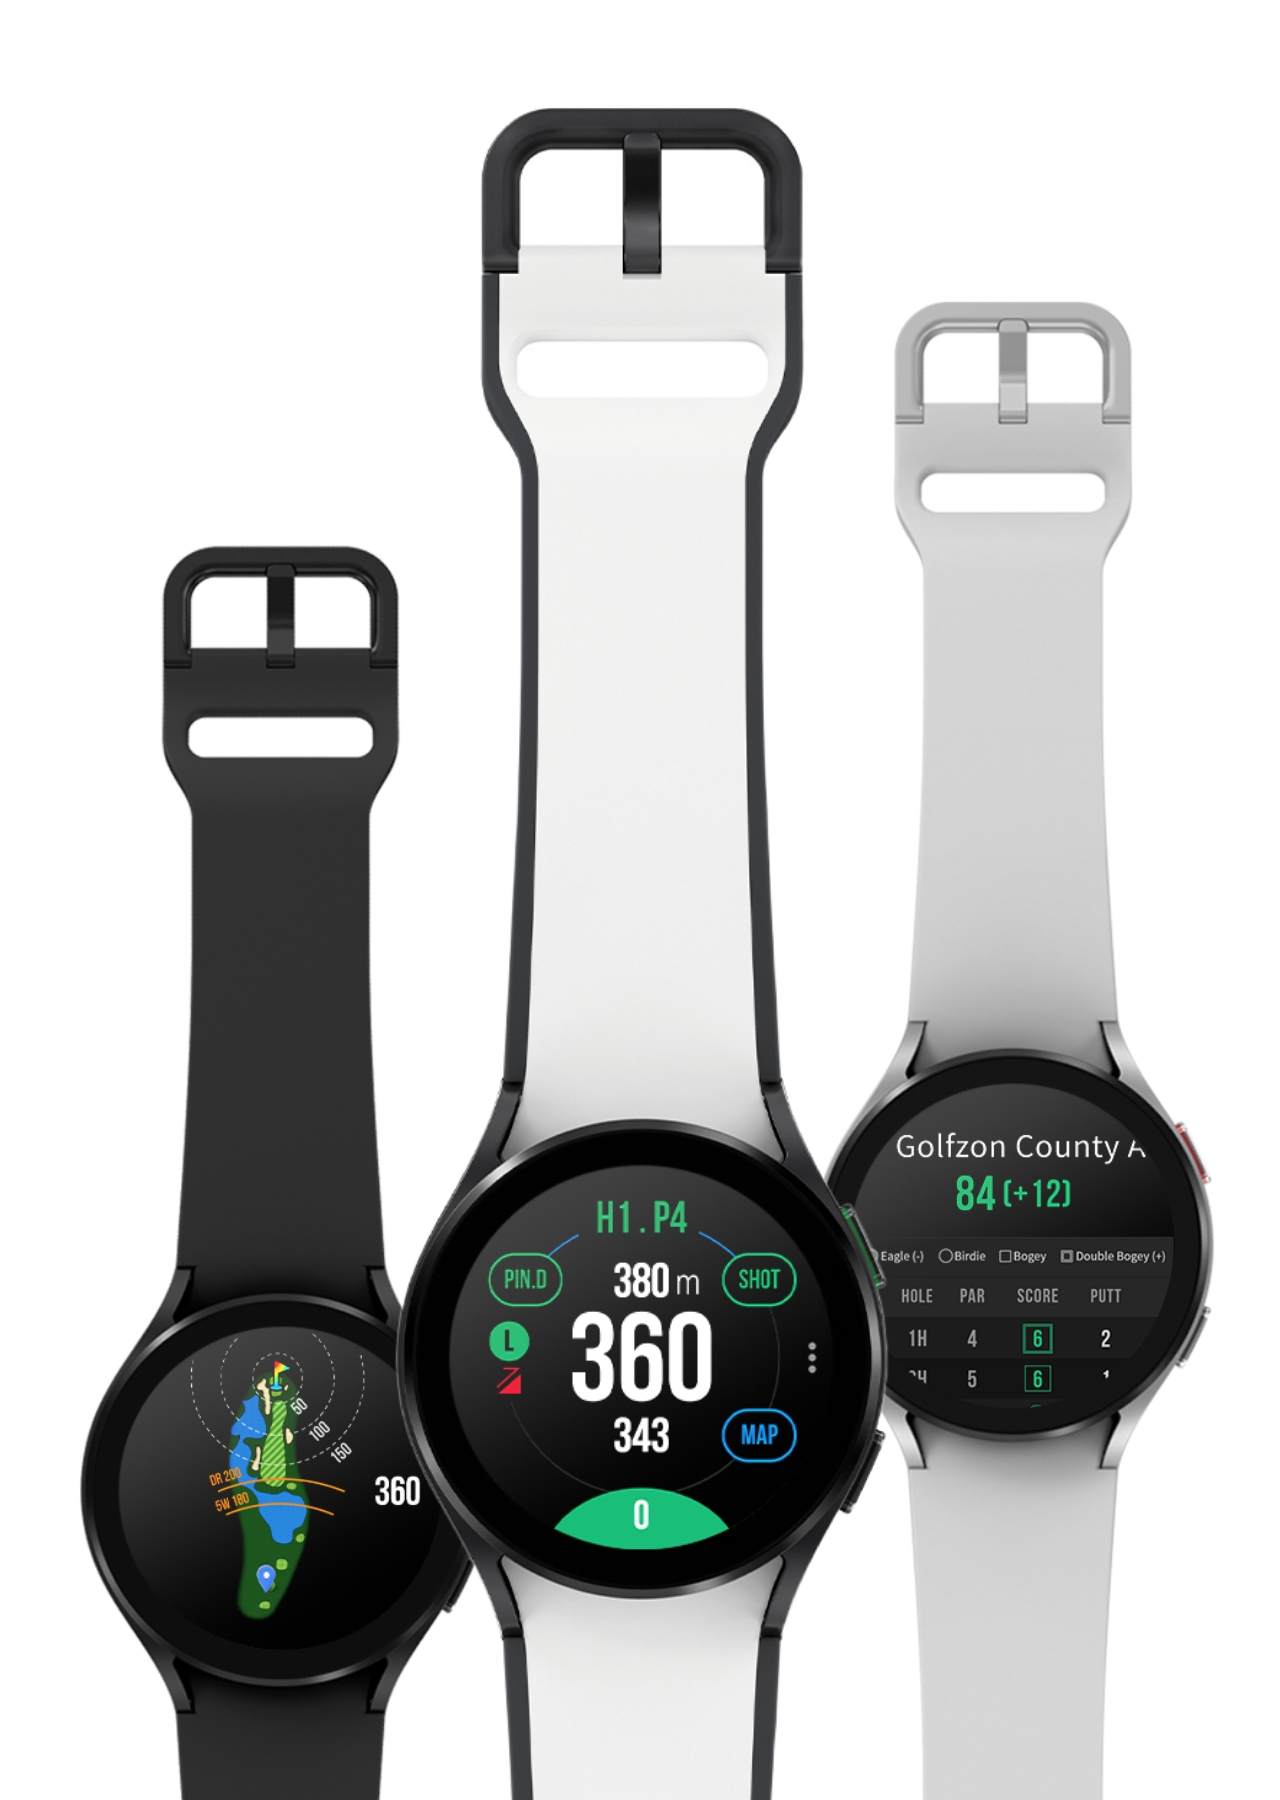 Golfzon County A
84 (+12)
Eagle (-) Birdie Bogey Double Bogey (+)
HOLE PAR SCORE PUTT
1H 4 6 2
5 6
H1 . P4
PIN.D 380 m SHOT
L 360
343 MAP
0
50
100
150
DR 200
5W 180
360